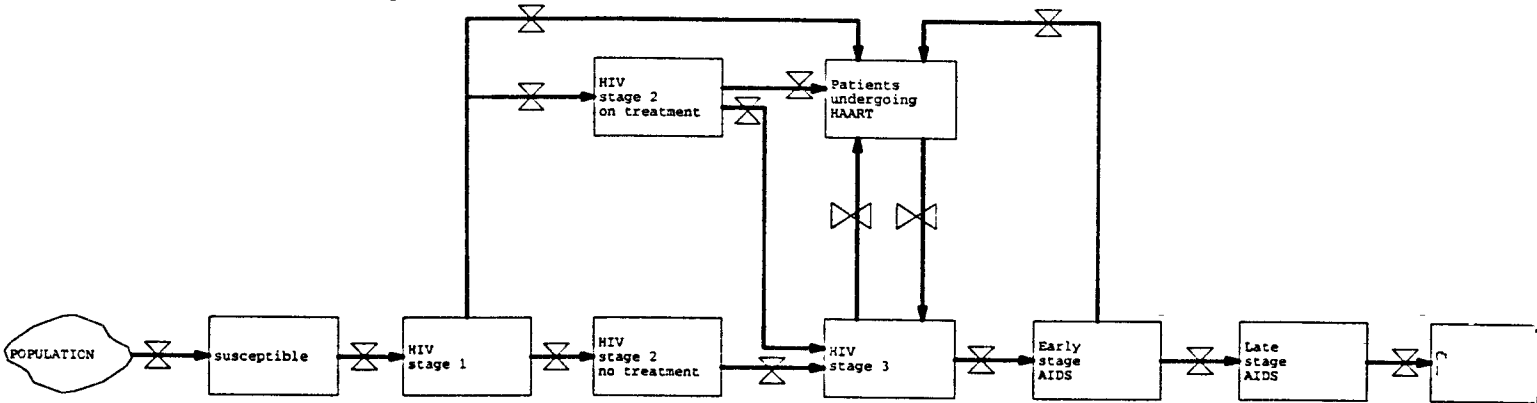 HIV
stage 2
on treatment
Patients
undergoing
HAART
POPULATION
susceptible
HIV
stage 1
HIV
stage 2
no treatment
HIV
stage 3
Early
stage
AIDS
Late
stage
AIDS